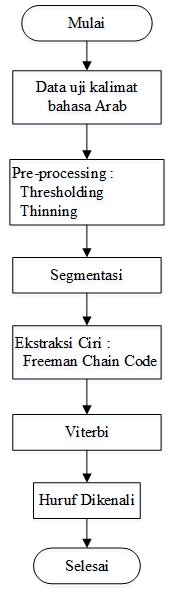 Mulai
Data uji kalimat
bahasa Arab
Pre-processing :
Thresholding
Thinning
Segmentasi
Ekstraksi Ciri :
Freeman Chain Code
Viterbi
Huruf Dikenali
Selesai